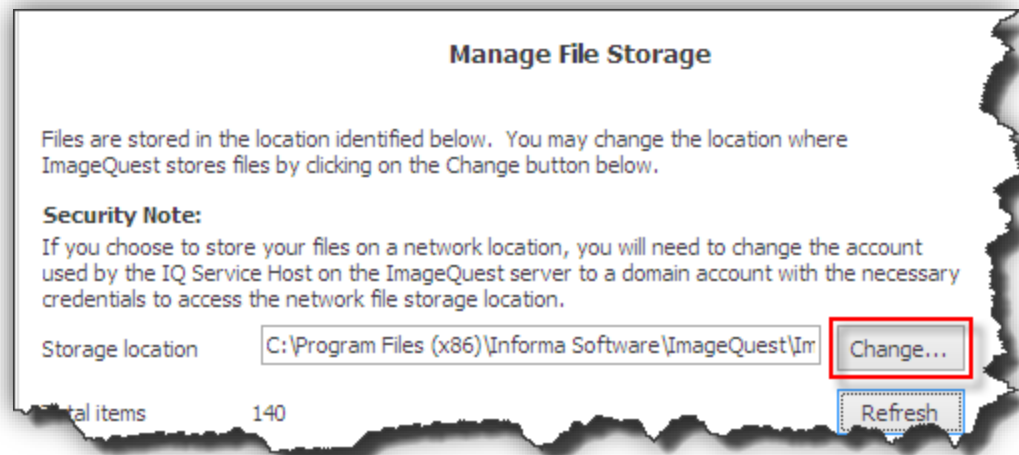 Manage File Storage
Files are stored in the location identified below.  You may change the location where
ImageQuest stores files by clicking on the Change button below.
Security Note:
If you choose to store your files on a network location, you will need to change the account
used by the IQ Service Host on the ImageQuest server to a domain account with the necessary
credentials to access the network file storage location.
Storage location C:\Program Files (x86)\Informa Software\ImageQuest\Im Change...
items 140 Refresh